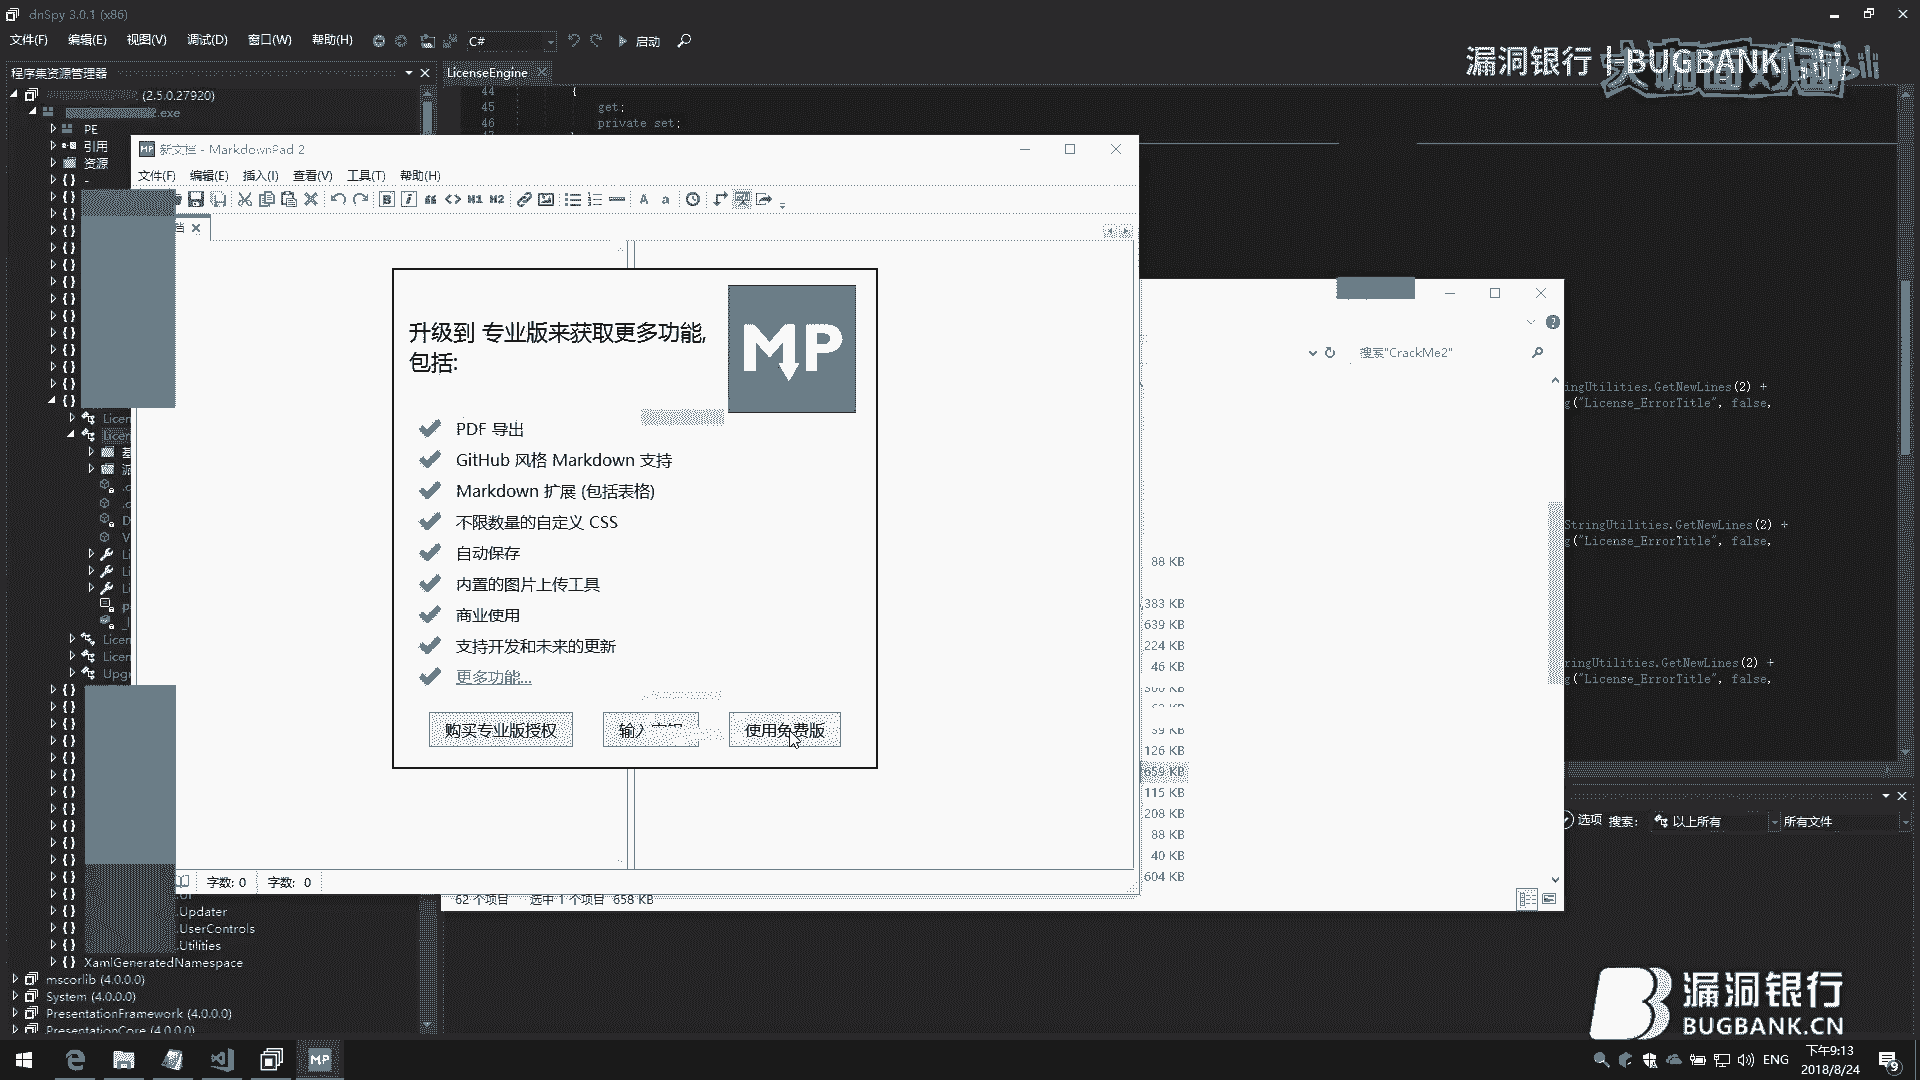 dnSpy 3.0.1 (x86)
文件(F) 编辑(E) 视图(V) 调试(D) 窗口(W) 帮助(H) C# 启动
漏洞银行 | BUGBANK
程序集资源管理器
LicenseEngine
(2.5.0.27920)
.exe
PE
引用
资源
-
44 {
45 get;
46 private set;
新文档 - MarkdownPad 2
文件(F) 编辑(E) 插入(I) 查看(V) 工具(T) 帮助(H)
H1 H2
A a
升级到 专业版来获取更多功能,
包括:
MP
PDF 导出
GitHub 风格 Markdown 支持
Markdown 扩展 (包括表格)
不限数量的自定义 CSS
自动保存
内置的图片上传工具
商业使用
支持开发和未来的更新
更多功能...
购买专业版授权
使用免费版
字数: 0 字数: 0
搜索"CrackMe2"
88 KB
,383 KB
639 KB
224 KB
46 KB
126 KB
659 KB
115 KB
208 KB
88 KB
40 KB
604 KB
62 个项目 选中 1 个项目 658 KB
ingUtilities.GetNewLines(2) +
("License_ErrorTitle", false,
StringUtilities.GetNewLines(2) +
("License_ErrorTitle", false,
ringUtilities.GetNewLines(2) +
("License_ErrorTitle", false,
选项 搜索: 以上所有 所有文件
.Updater
.UserControls
.Utilities
XamlGeneratedNamespace
mscorlib (4.0.0.0)
System (4.0.0.0)
PresentationFramework (4.0.0.0)
PresentationCore (4.0.0.0)
漏洞银行
BUGBANK.CN
MP
ENG
下午9:13
2018/8/24
9